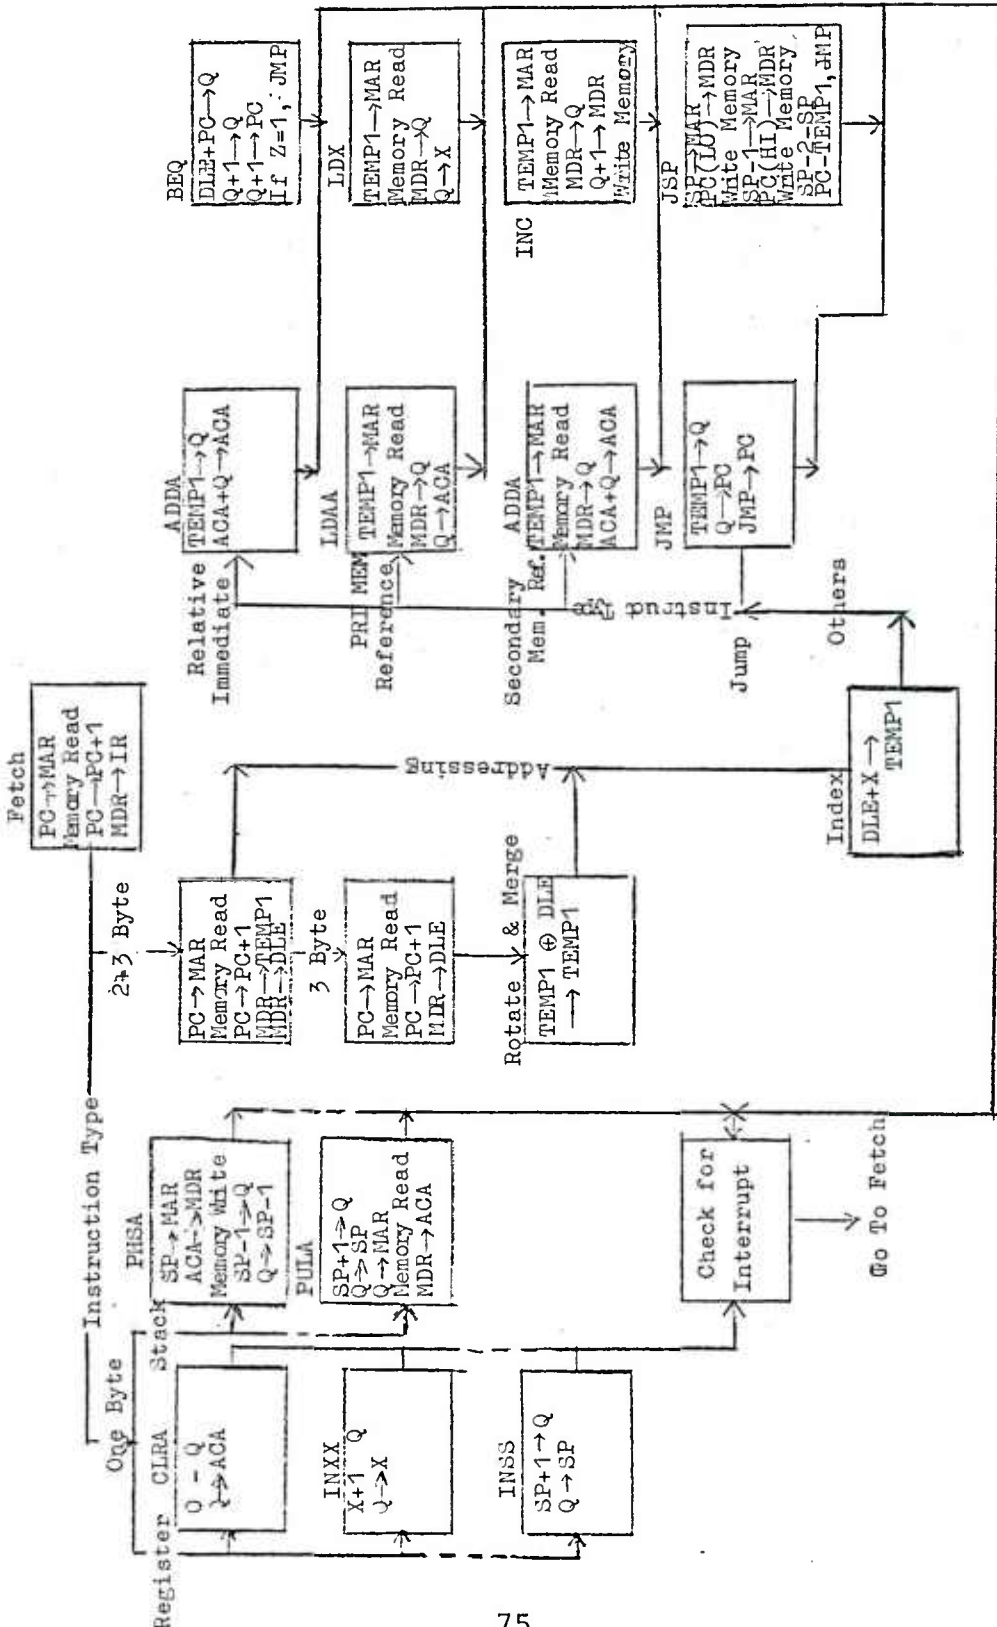 Fetch
PC→MAR
Memory Read
PC→PC+1
MDR→IR
Instruction Type
One Byte
2+3 Byte
Register
CLRA
O - Q
→ACA
INXX
X+1 Q
Q→X
INSS
SP+1→Q
Q→SP
Stack
PHSA
SP→MAR
ACA→MDR
Memory Write
SP-1→Q
Q→SP-1
PULA
SP+1→Q
Q→SP
Q→MAR
Memory Read
MDR→ACA
Check for
Interrupt
Go To Fetch
PC→MAR
Memory Read
PC→PC+1
MDR→TEMP1
MDR→DLE
3 Byte
PC→MAR
Memory Read
PC→PC+1
MDR→DLE
Rotate & Merge
TEMP1 ⊕ DLE
→ TEMP1
Addressing
Index
DLE+X →
TEMP1
Others
Instruct Type
Relative
Immediate
ADDA
TEMP1→Q
ACA+Q→ACA
PRI MEM
Reference
LDAA
TEMP1→MAR
Memory Read
MDR→Q
Q→ACA
Secondary
Mem. Ref.
ADDA
TEMP1→MAR
Memory Read
MDR→Q
ACA+Q→ACA
Jump
JMP
TEMP1→Q
Q→PC
JMP→PC
BEQ
DLE+PC→Q
Q+1→Q
Q+1→PC
If Z=1, JMP
LDX
TEMP1→MAR
Memory Read
MDR→Q
Q→X
INC
TEMP1→MAR
MMemory Read
MDR→Q
Q+1→MDR
Write Memory
JSP
SP→MAR
PC(LO)→MDR
Write Memory
SP-1→MAR
PC(HI)→MDR
Write Memory
SP-2-SP
PC-TEMP1,JMP
75